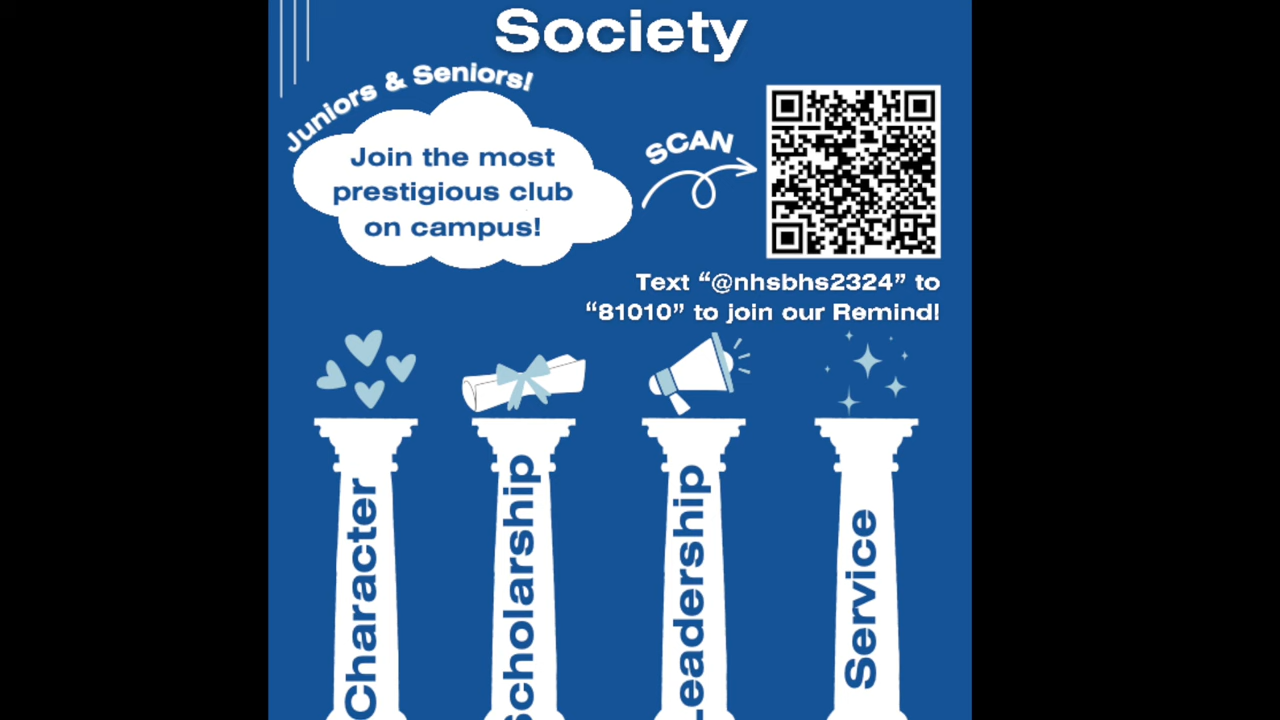 Society
Juniors & Seniors!
Join the most
prestigious club
on campus!
SCAN
Text “@nhsbhs2324” to
“81010” to join our Remind!
Character
Scholarship
Leadership
Service